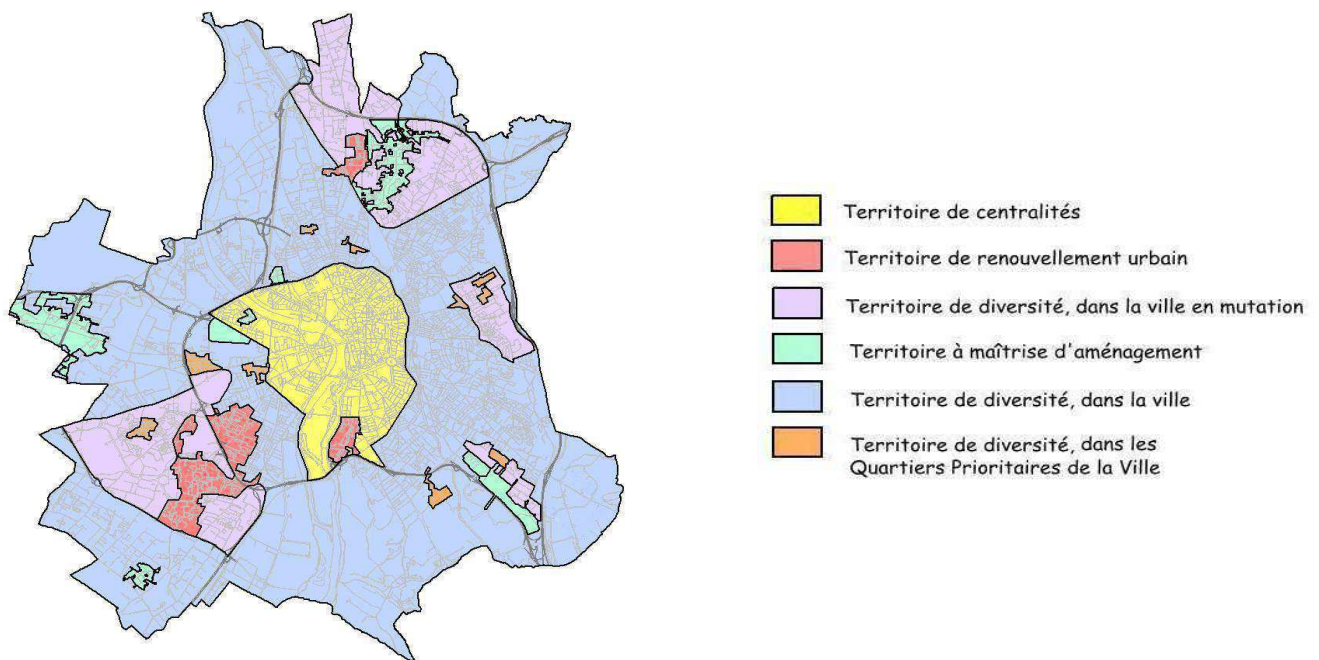 Territoire de centralités
Territoire de renouvellement urbain
Territoire de diversité, dans la ville en mutation
Territoire à maîtrise d'aménagement
Territoire de diversité, dans la ville
Territoire de diversité, dans les
Quartiers Prioritaires de la Ville